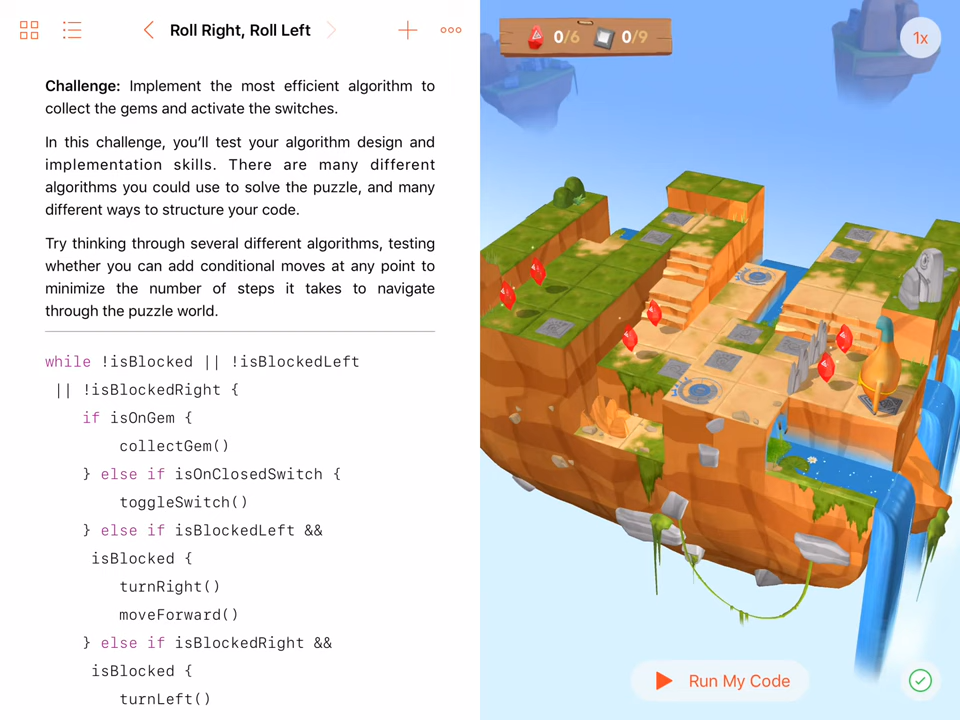 Roll Right, Roll Left
Challenge: Implement the most efficient algorithm to
collect the gems and activate the switches.
In this challenge, you’ll test your algorithm design and
implementation skills. There are many different
algorithms you could use to solve the puzzle, and many
different ways to structure your code.
Try thinking through several different algorithms, testing
whether you can add conditional moves at any point to
minimize the number of steps it takes to navigate
through the puzzle world.
while !isBlocked || !isBlockedLeft
|| !isBlockedRight {
if isOnGem {
collectGem()
} else if isOnClosedSwitch {
toggleSwitch()
} else if isBlockedLeft &&
isBlocked {
turnRight()
moveForward()
} else if isBlockedRight &&
isBlocked {
turnLeft()
0/6 0/9
1x
Run My Code